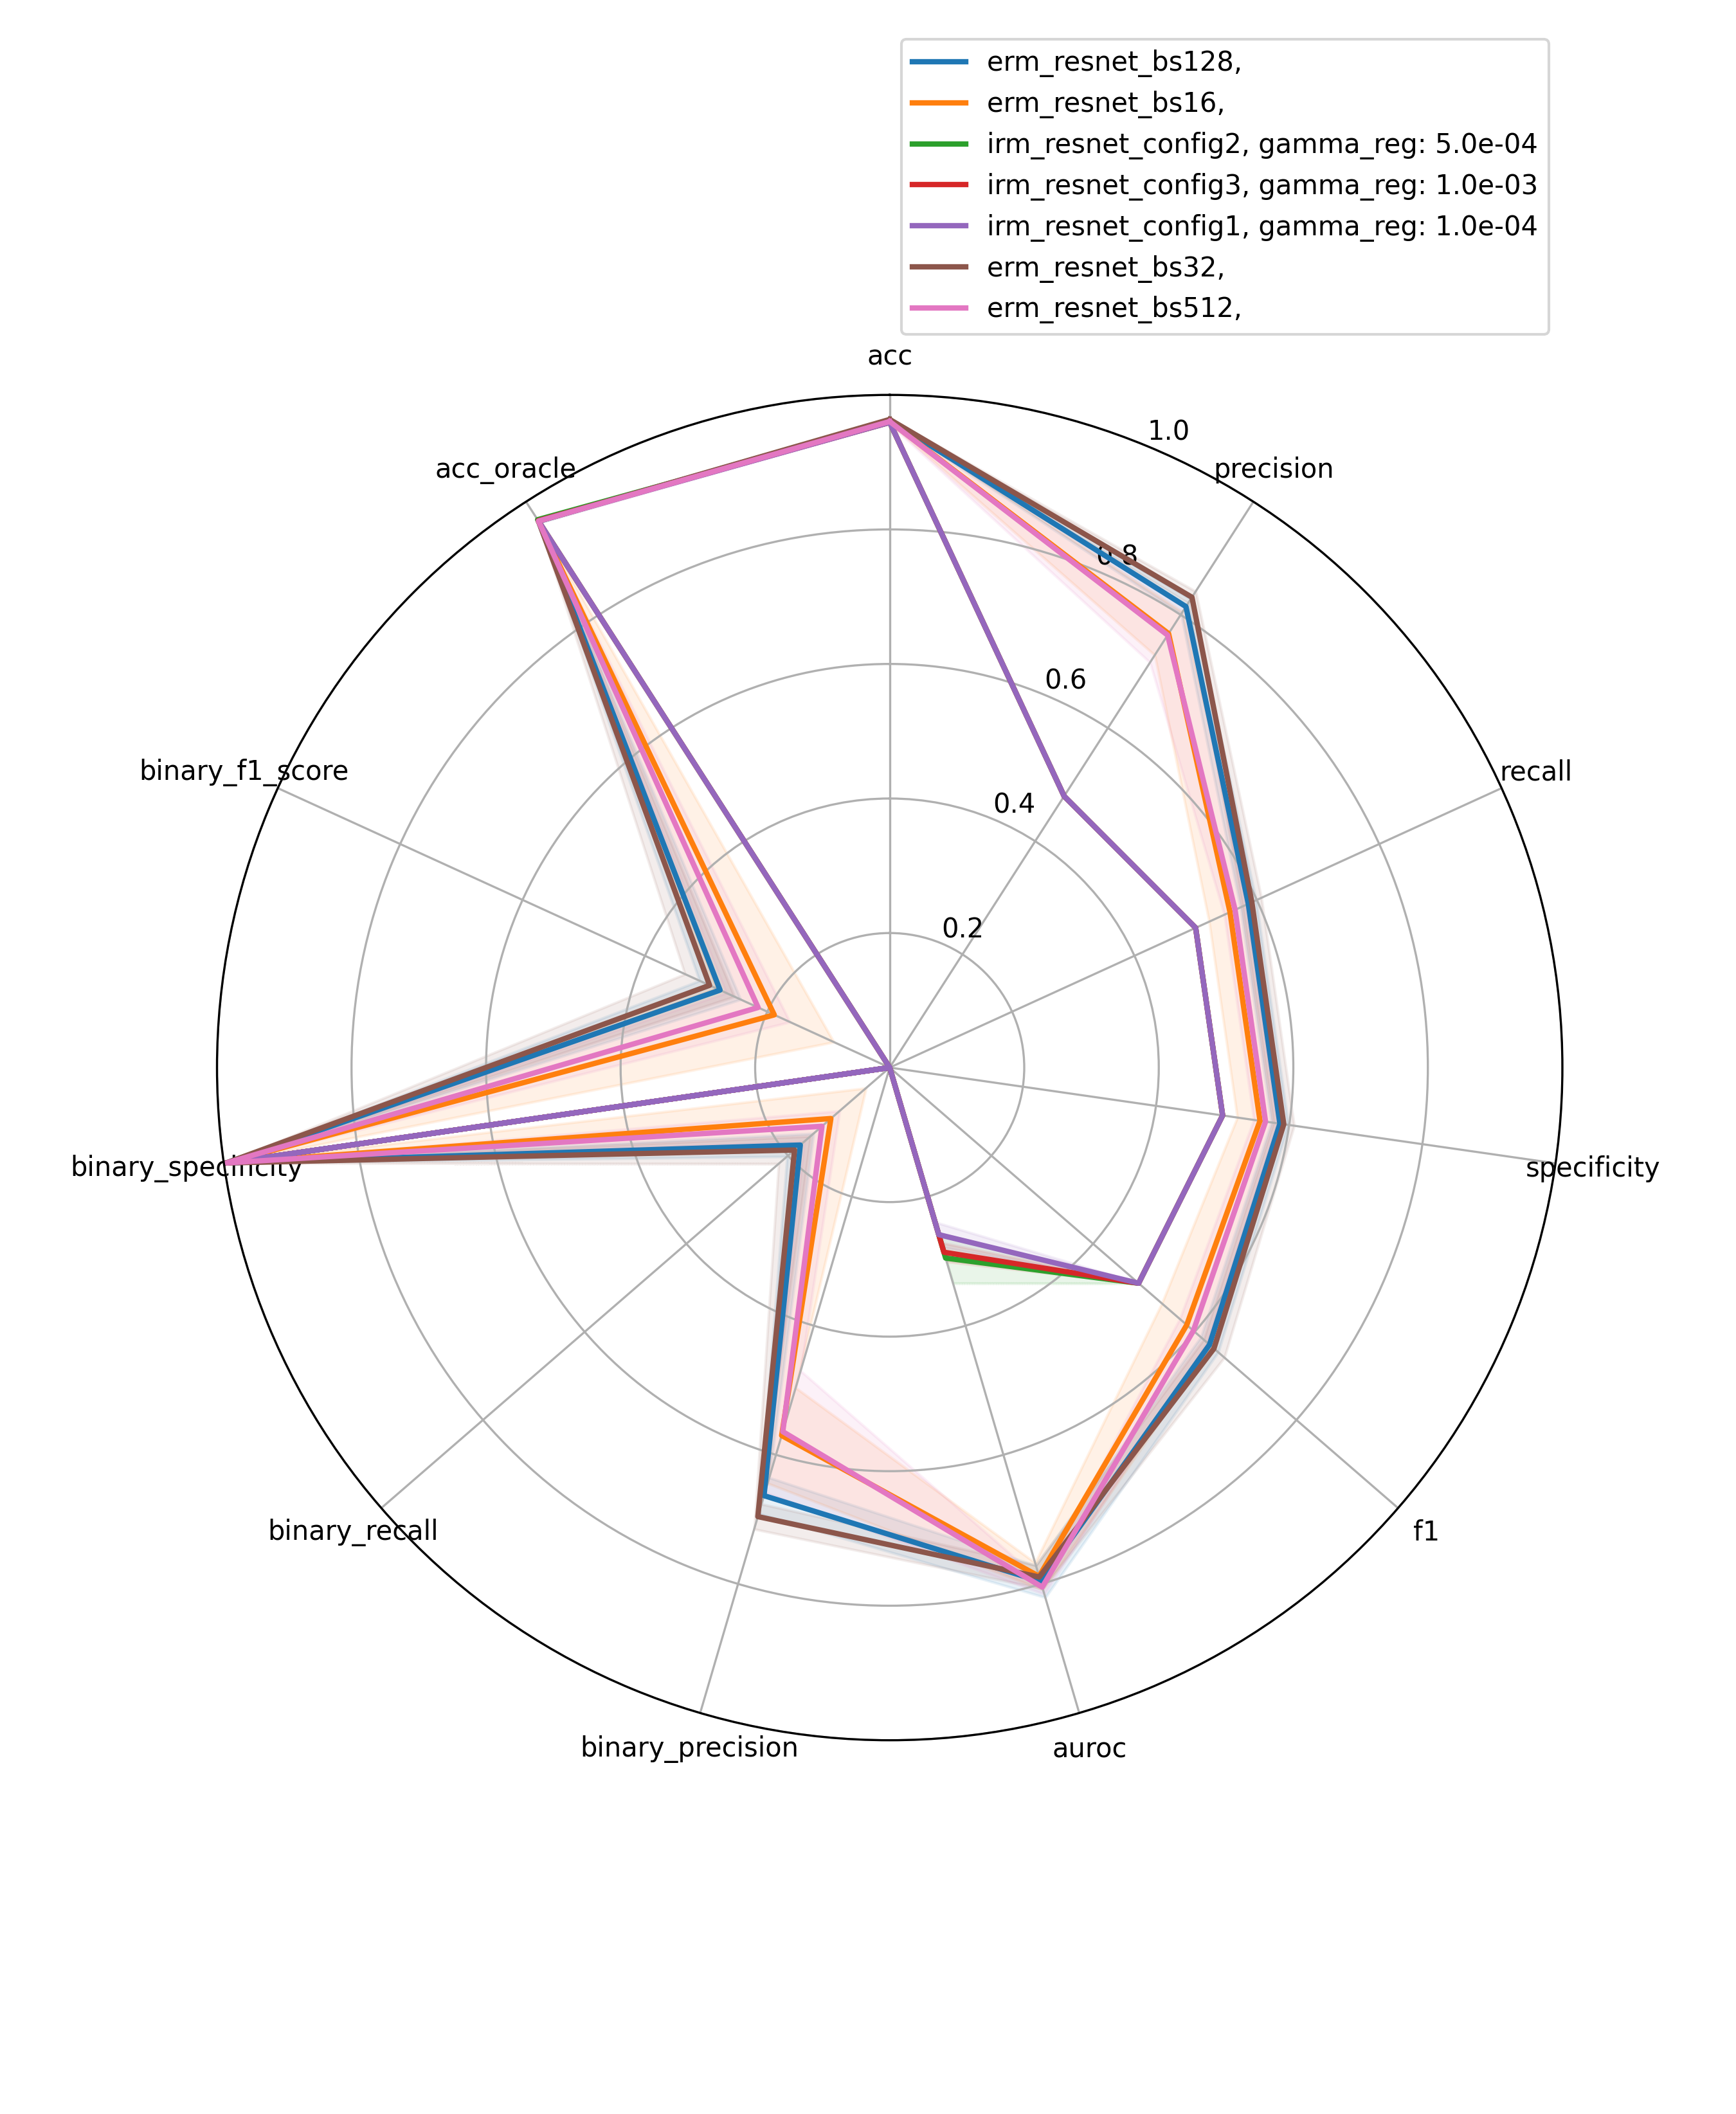 erm_resnet_bs128,
erm_resnet_bs16,
irm_resnet_config2, gamma_reg: 5.0e-04
irm_resnet_config3, gamma_reg: 1.0e-03
irm_resnet_config1, gamma_reg: 1.0e-04
erm_resnet_bs32,
erm_resnet_bs512,
acc
1.0
acc_oracle
precision
0.8
0.6
binary_f1_score
recall
0.4
0.2
binary_specificity
specificity
binary_recall
f1
binary_precision
auroc